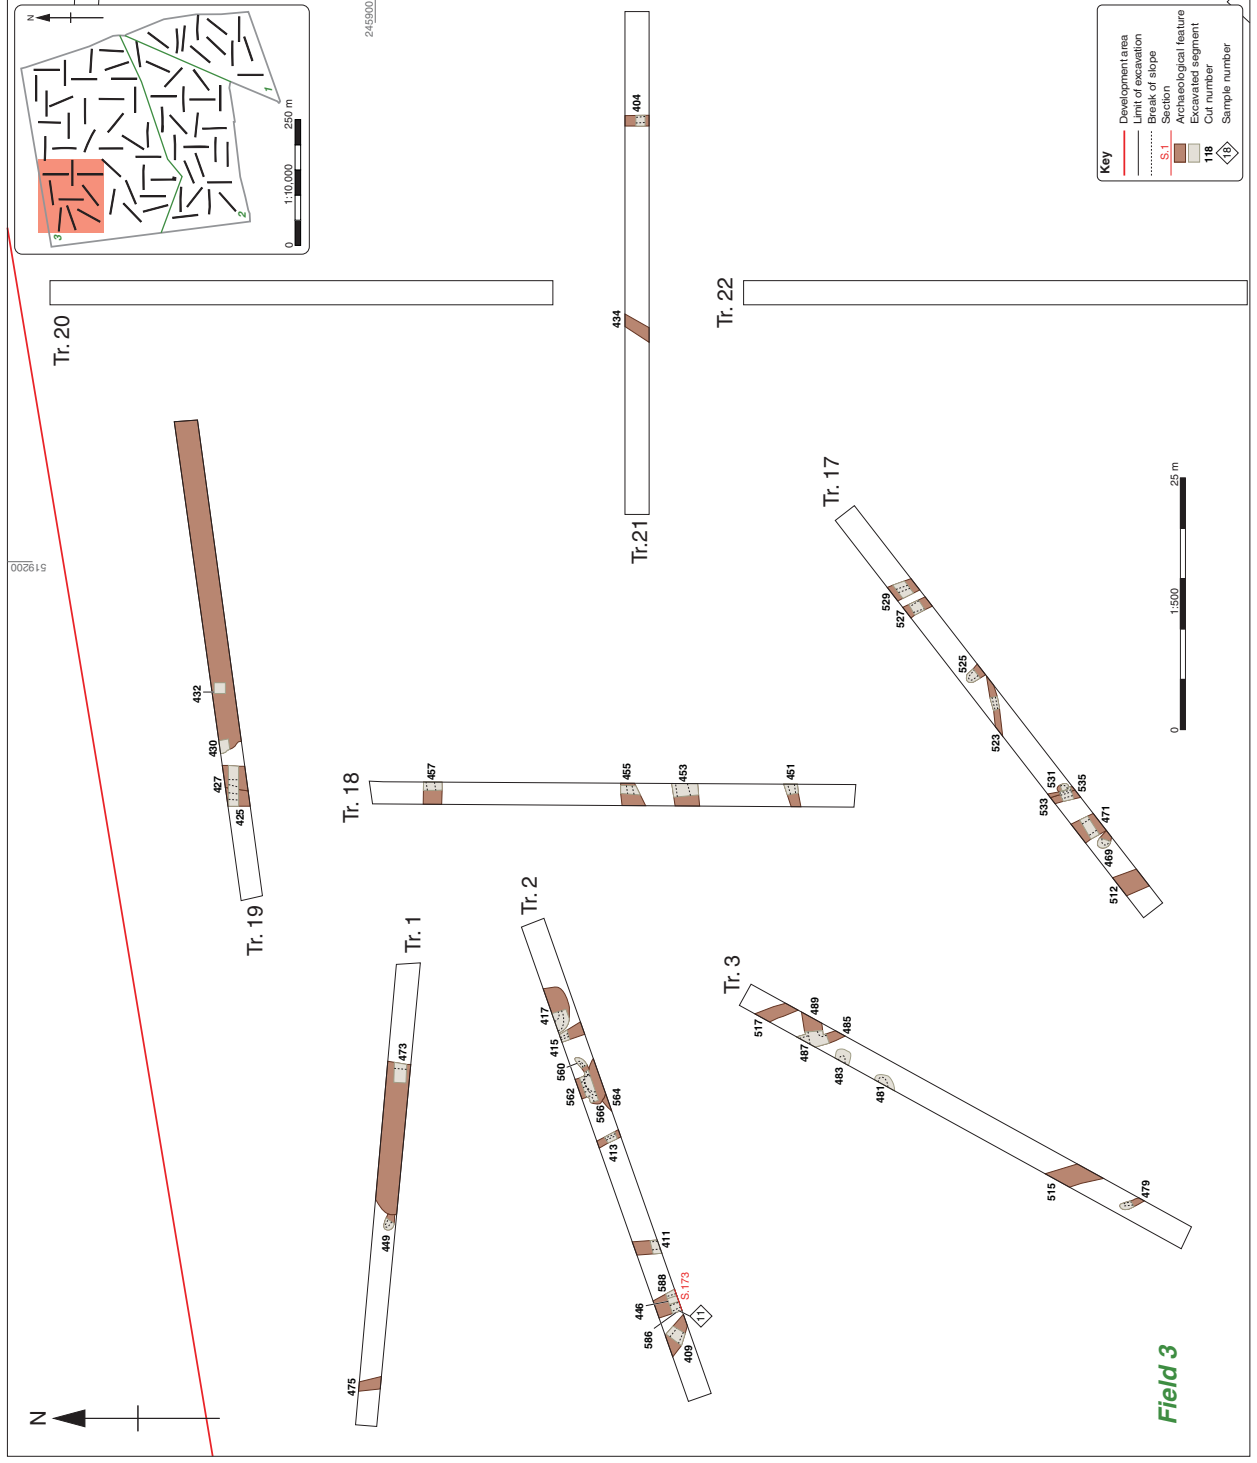 N
3
2
1
0
1:10,000
250 m
245900
519200
Key
Development area
Limit of excavation
Break of slope
S.1
Section
Archaeological feature
Excavated segment
118
Cut number
18
Sample number
Tr. 20
404
434
Tr.21
Tr. 22
432
430
427
425
Tr. 19
Tr. 18
457
455
453
451
Tr. 17
529
527
525
523
531
535
533
471
469
512
0
1:500
25 m
Tr. 1
473
449
475
Tr. 2
417
415
560
562
566
564
413
411
588
S.173
446
586
11
409
Tr. 3
517
489
487
485
483
481
515
479
N
Field 3